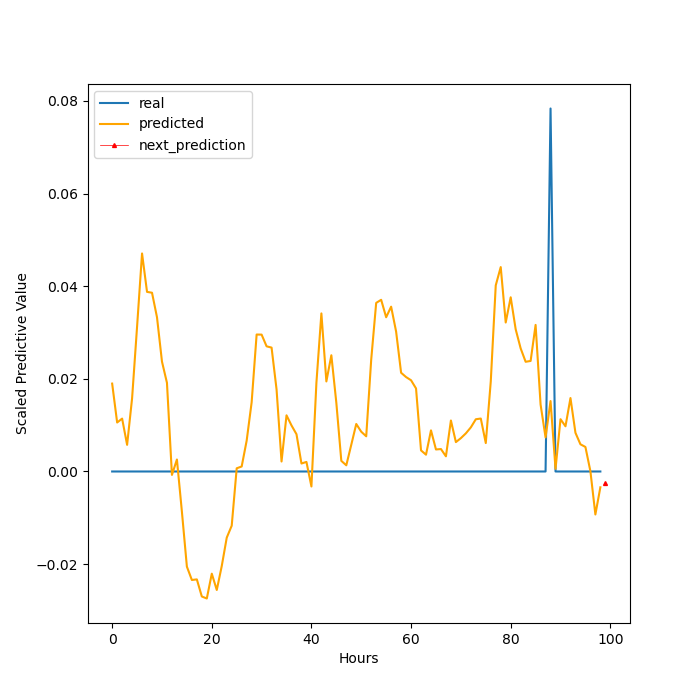 real
predicted
next_prediction
0.08
0.06
0.04
0.02
0.00
−0.02
Scaled Predictive Value
0 20 40 60 80 100
Hours